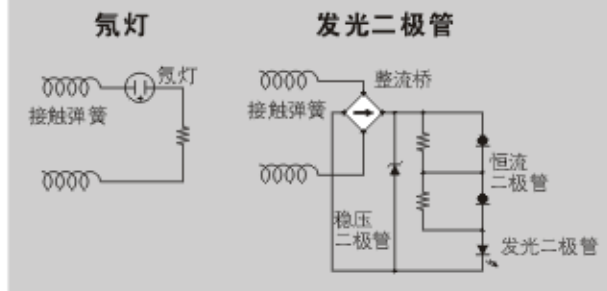 氖灯
发光二极管
氖灯
接触弹簧
整流桥
接触弹簧
恒流
二极管
稳压
二极管
发光二极管